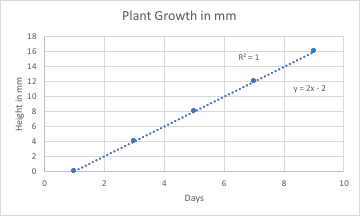 Plant Growth in mm
18
16
14
12
10
8
6
4
2
0
Height in mm
R² = 1
y = 2x - 2
0 2 4 6 8 10
Days